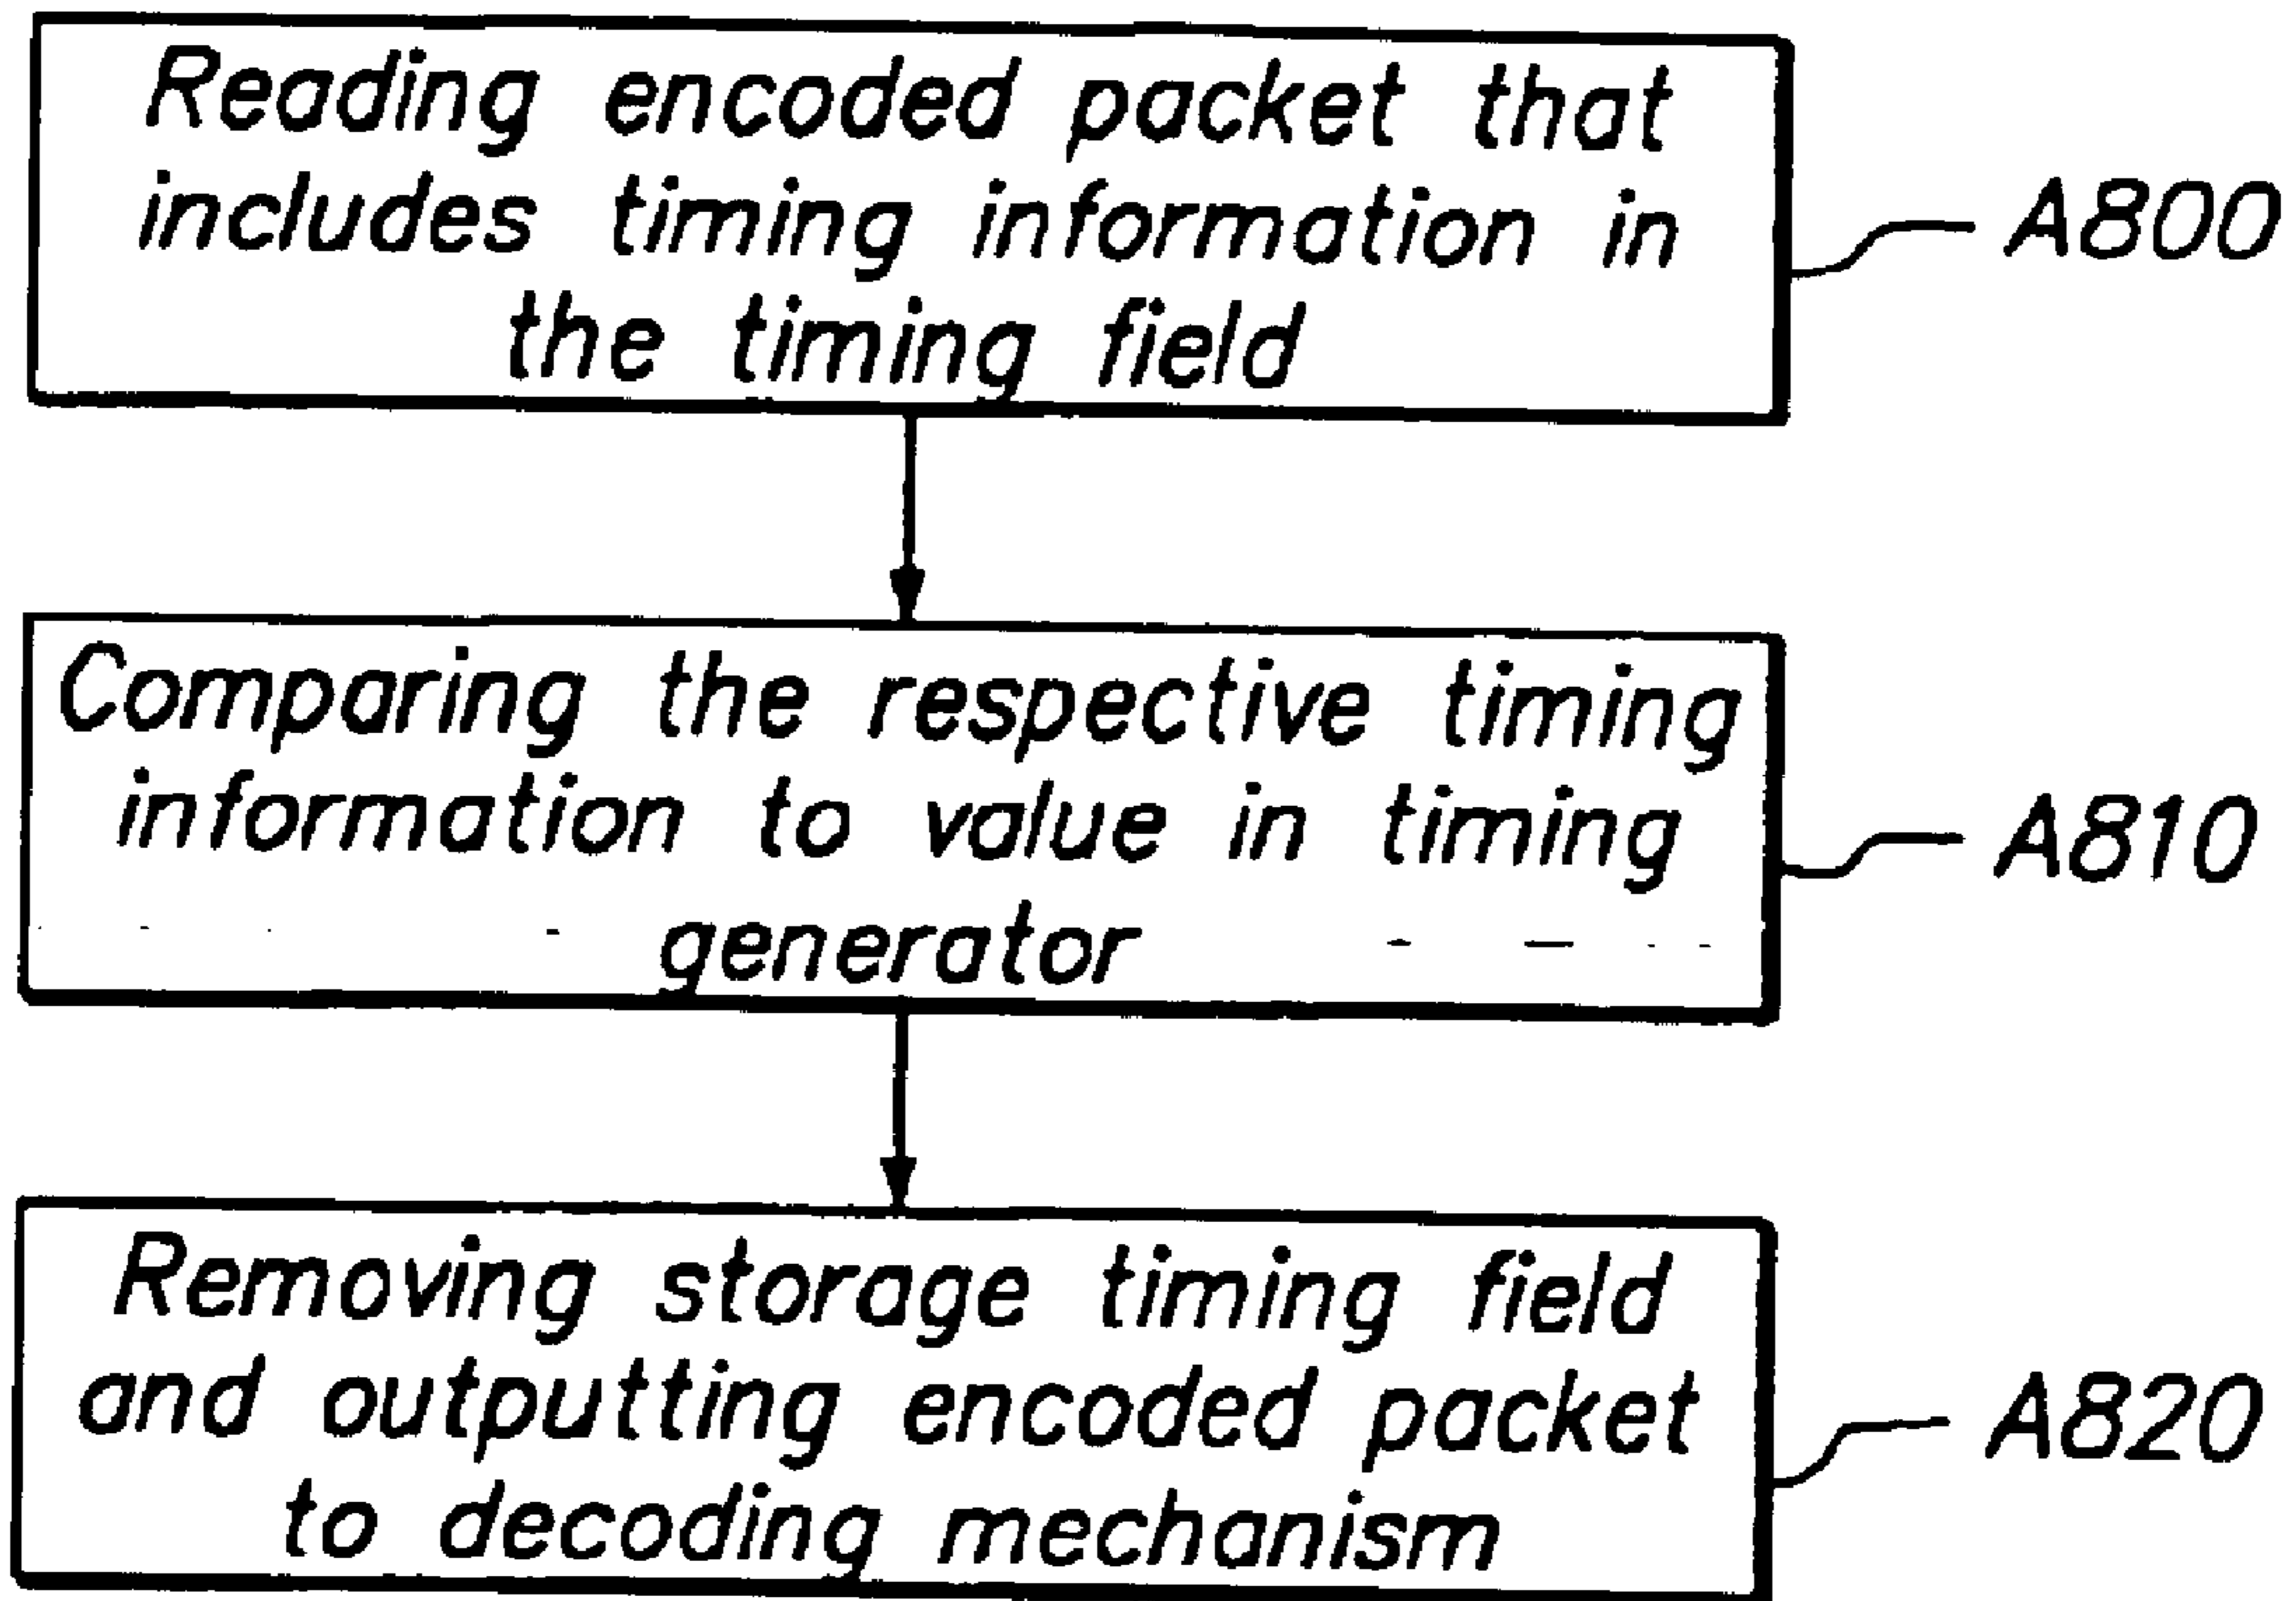 Reading encoded packet that
includes timing information in
the timing field
A800
Comparing the respective timing
information to value in timing
generator
A810
Removing storage timing field
and outputting encoded packet
to decoding mechanism
A820